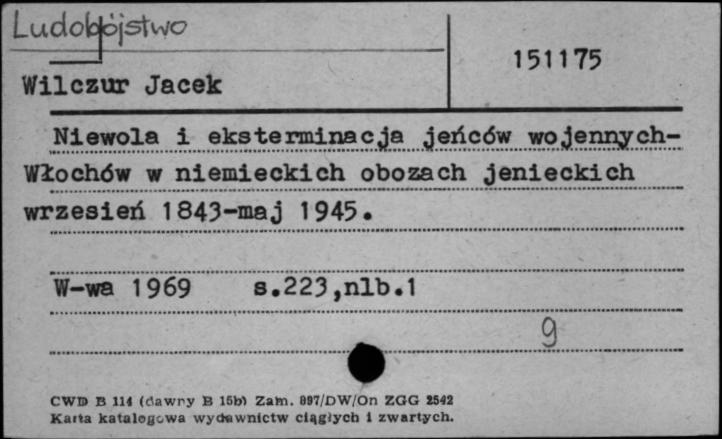 Ludobójstwo
151175
Wilczur Jacek
Niewola i eksterminacja jeńców wojennych-
Włochów w niemieckich obozach jenieckich
wrzesień 1843-maj 1945.
W-wa 1969 s.223,nlb.1
9
CWD B 114 (dawny B 15b) Zam. 897/DW/On ZGG 2542
Karta katalogowa wydawnictw ciągłych i zwartych.